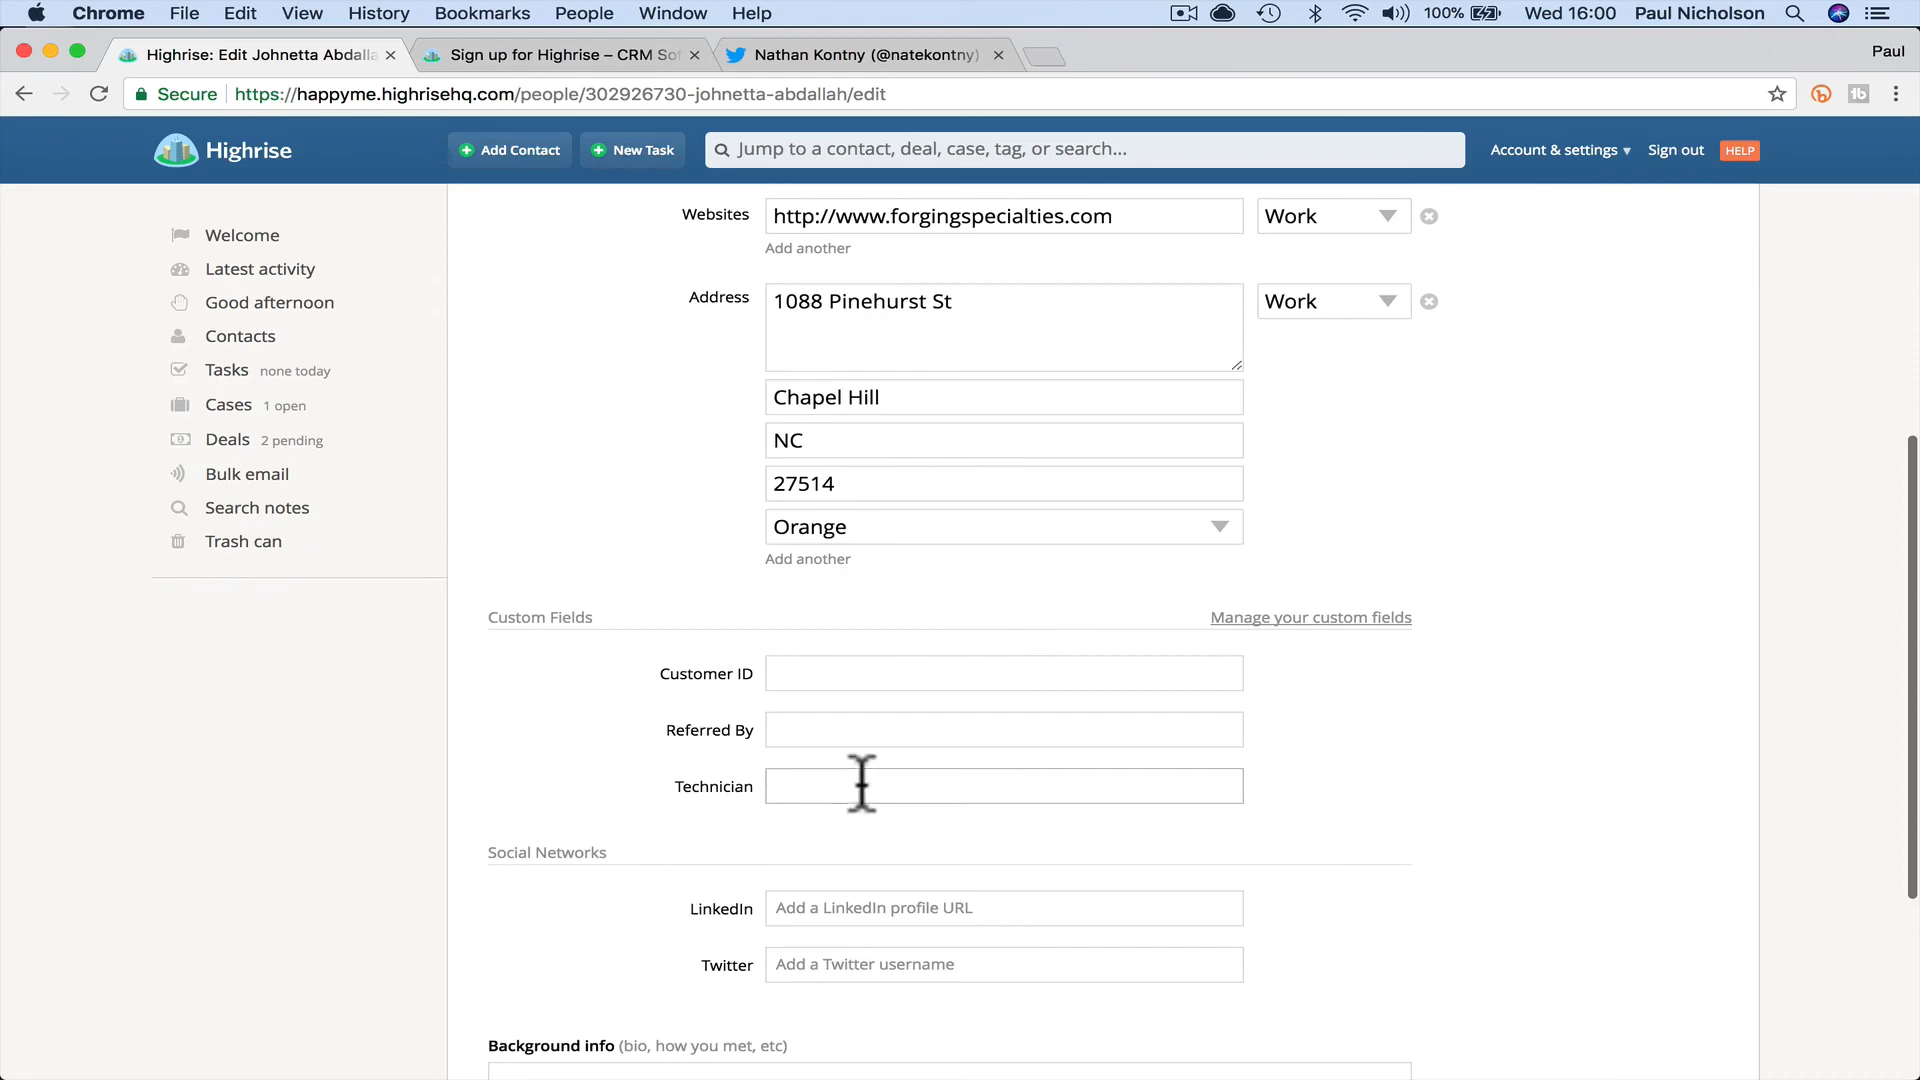 Chrome File Edit View History Bookmarks People Window Help 100% Wed 16:00 Paul Nicholson
Highrise: Edit Johnetta Abdalla Sign up for Highrise – CRM Sof Nathan Kontny (@natekontny) Paul
Secure https://happyme.highrisehq.com/people/302926730-johnetta-abdallah/edit
Highrise Add Contact New Task Jump to a contact, deal, case, tag, or search... Account & settings Sign out HELP
Welcome
Latest activity
Good afternoon
Contacts
Tasks none today
Cases 1 open
Deals 2 pending
Bulk email
Search notes
Trash can
Websites http://www.forgingspecialties.com Work
Add another
Address 1088 Pinehurst St Work
Chapel Hill
NC
27514
Orange
Add another
Custom Fields Manage your custom fields
Customer ID
Referred By
Technician
Social Networks
LinkedIn Add a LinkedIn profile URL
Twitter Add a Twitter username
Background info (bio, how you met, etc)